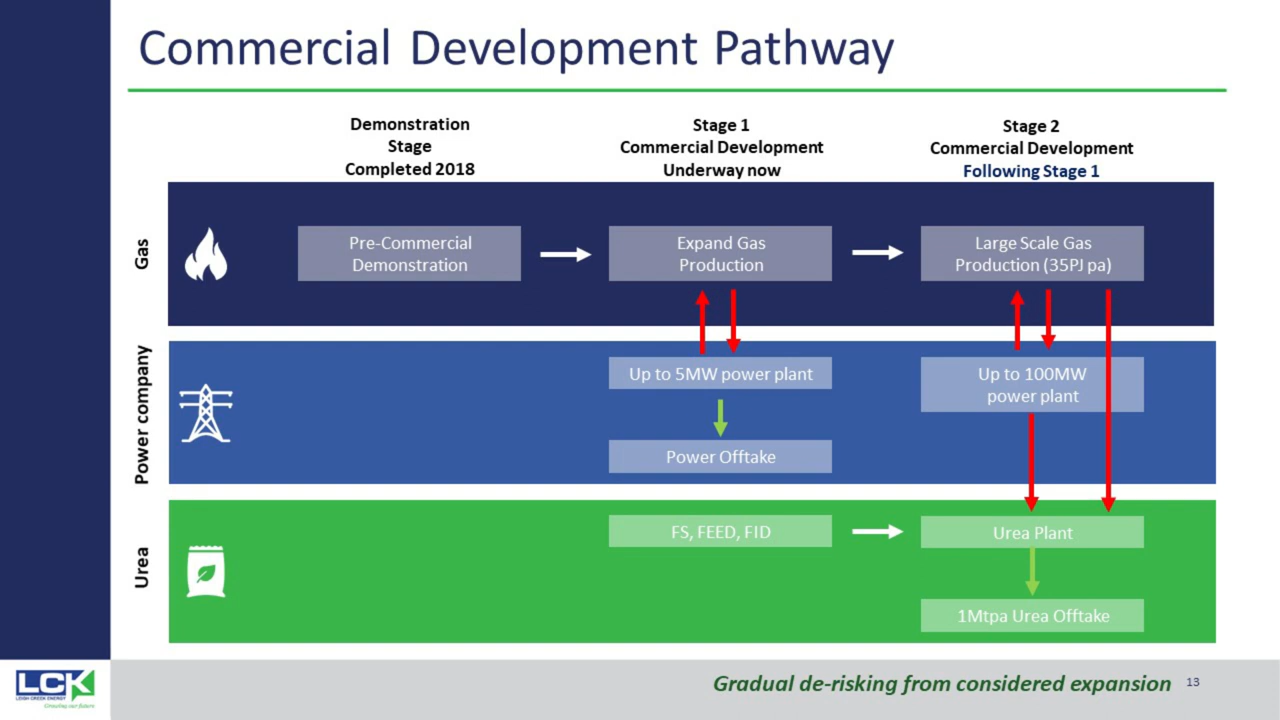 Commercial Development Pathway
Demonstration
Stage
Completed 2018
Stage 1
Commercial Development
Underway now
Stage 2
Commercial Development
Following Stage 1
Gas
Pre-Commercial
Demonstration
Expand Gas
Production
Large Scale Gas
Production (35PJ pa)
Power company
Up to 5MW power plant
Up to 100MW
power plant
Power Offtake
Urea
FS, FEED, FID
Urea Plant
1Mtpa Urea Offtake
LCK
LEIGH CREEK ENERGY
Creating our future
Gradual de-risking from considered expansion
13